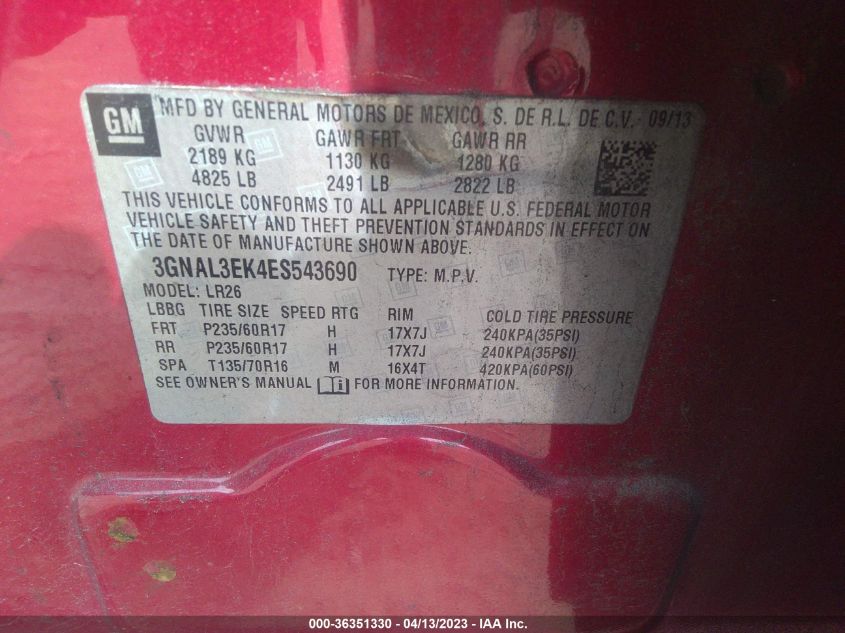 GM
MFD BY GENERAL MOTORS DE MEXICO, S. DE R.L. DE C.V. 09/13
GVWR GAWR FRT GAWR RR
2189 KG 1130 KG 1280 KG
4825 LB 2491 LB 2822 LB
THIS VEHICLE CONFORMS TO ALL APPLICABLE U.S. FEDERAL MOTOR
VEHICLE SAFETY AND THEFT PREVENTION STANDARDS IN EFFECT ON
THE DATE OF MANUFACTURE SHOWN ABOVE.
3GNAL3EK4ES543690 TYPE: M.P.V.
MODEL: LR26
LBBG TIRE SIZE SPEED RTG RIM COLD TIRE PRESSURE
FRT P235/60R17 H 17X7J 240KPA(35PSI)
RR P235/60R17 H 17X7J 240KPA(35PSI)
SPA T135/70R16 M 16X4T 420KPA(60PSI)
SEE OWNER'S MANUAL FOR MORE INFORMATION.
000-36351330 - 04/13/2023 - IAA Inc.